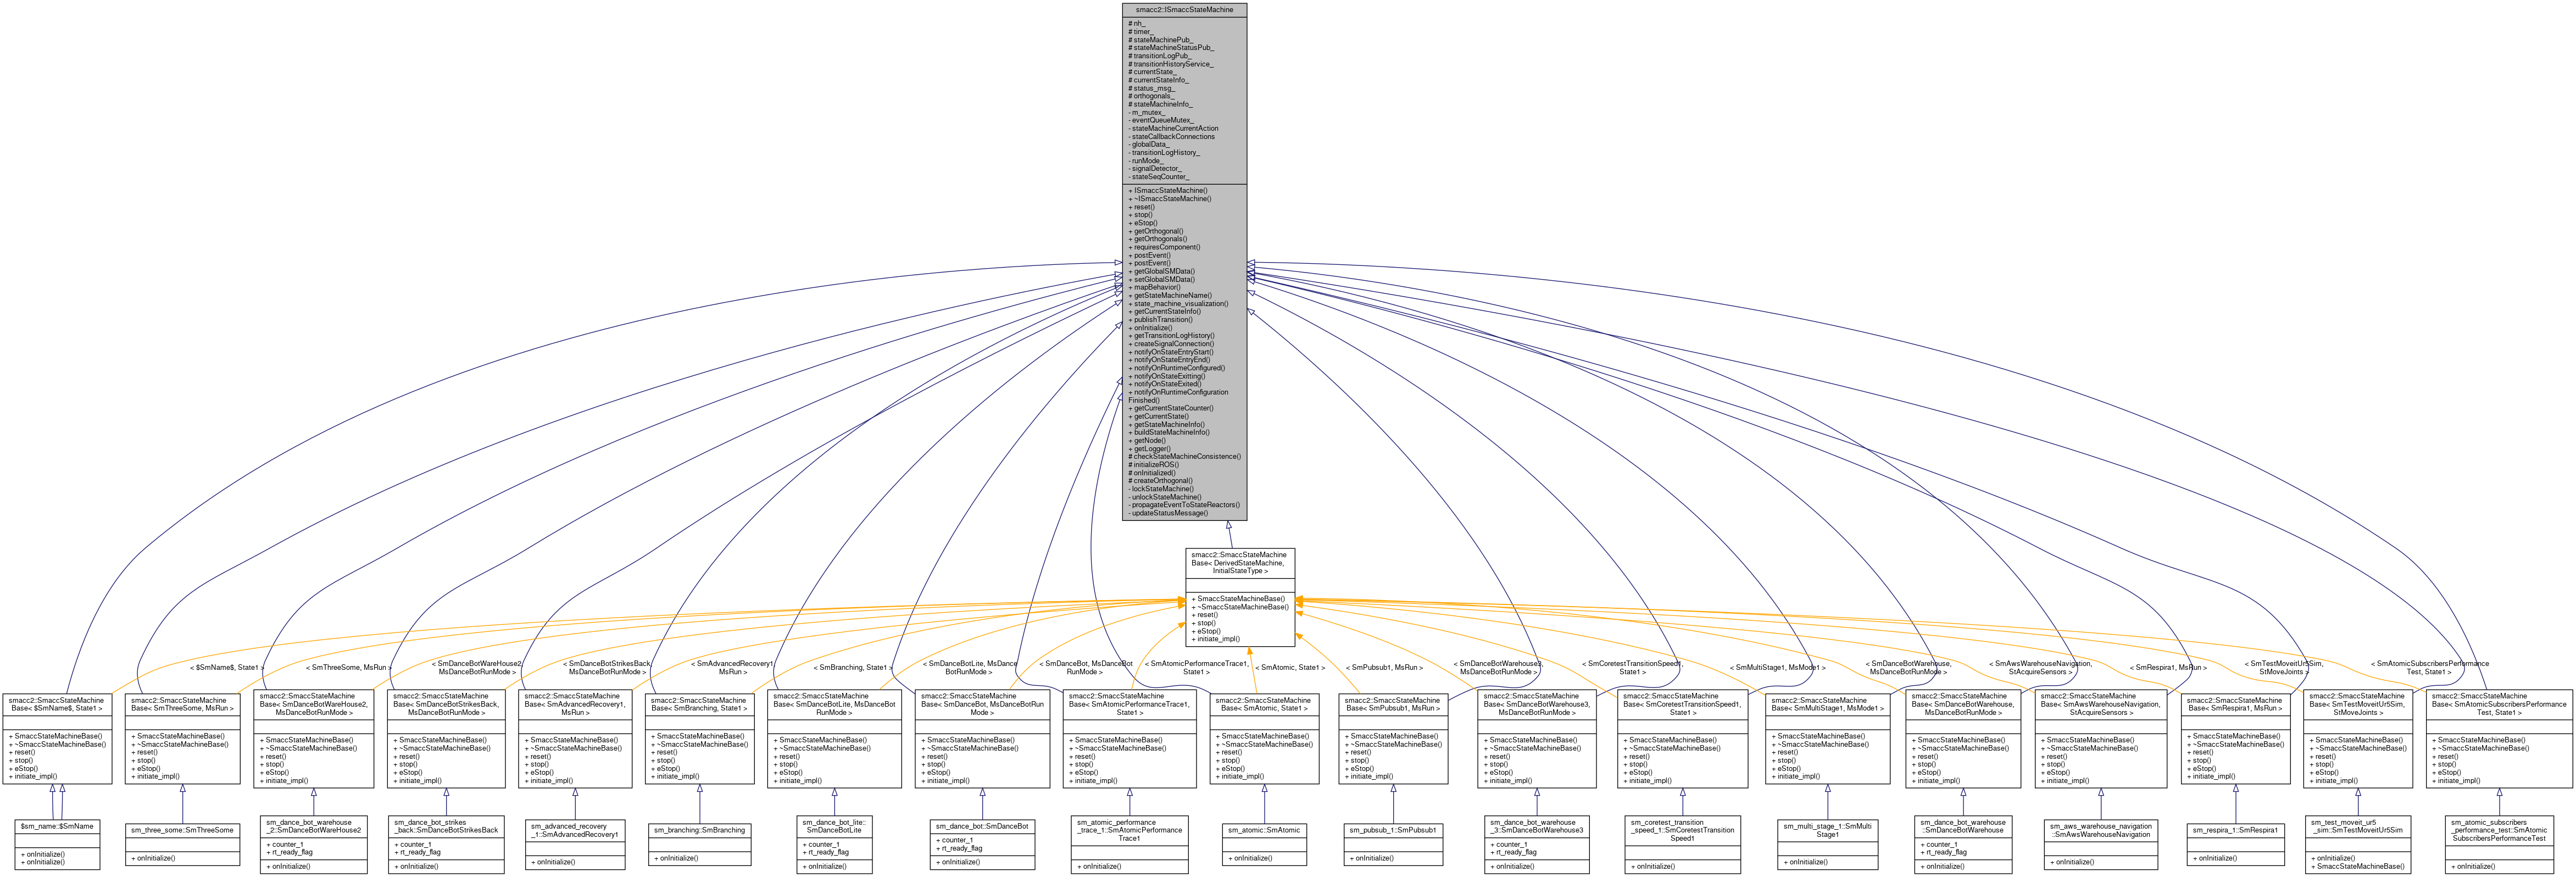 smacc2::ISmaccStateMachine
# nh_
# timer_
# stateMachinePub_
# stateMachineStatusPub_
# transitionLogPub_
# transitionHistoryService_
# currentState_
# currentStateInfo_
# status_msg_
# orthogonals_
# stateMachineInfo_
- m_mutex_
- eventQueueMutex_
- stateMachineCurrentAction
- stateCallbackConnections
- globalData_
- transitionLogHistory_
- runMode_
- signalDetector_
- stateSeqCounter_
+ ISmaccStateMachine()
+ ~ISmaccStateMachine()
+ reset()
+ stop()
+ eStop()
+ getOrthogonal()
+ getOrthogonals()
+ requiresComponent()
+ postEvent()
+ postEvent()
+ getGlobalSMData()
+ setGlobalSMData()
+ mapBehavior()
+ getStateMachineName()
+ state_machine_visualization()
+ getCurrentStateInfo()
+ publishTransition()
+ onInitialize()
+ getTransitionLogHistory()
+ createSignalConnection()
+ notifyOnStateEntryStart()
+ notifyOnStateEntryEnd()
+ notifyOnRuntimeConfigured()
+ notifyOnStateExitting()
+ notifyOnStateExited()
+ notifyOnRuntimeConfiguration
Finished()
+ getCurrentStateCounter()
+ getCurrentState()
+ getStateMachineInfo()
+ buildStateMachineInfo()
+ getNode()
+ getLogger()
# checkStateMachineConsistence()
# initializeROS()
# onInitialized()
# createOrthogonal()
- lockStateMachine()
- unlockStateMachine()
- propagateEventToStateReactors()
- updateStatusMessage()
smacc2::SmaccStateMachine
Base< DerivedStateMachine,
InitialStateType >
+ SmaccStateMachineBase()
+ ~SmaccStateMachineBase()
+ reset()
+ stop()
+ eStop()
+ initiate_impl()
< $SmName$, State1 >
< SmThreeSome, MsRun >
< SmDanceBotWareHouse2,
MsDanceBotRunMode >
< SmDanceBotStrikesBack,
MsDanceBotRunMode >
< SmAdvancedRecovery1,
MsRun >
< SmBranching, State1 >
< SmDanceBotLite, MsDance
BotRunMode >
< SmDanceBot, MsDanceBot
RunMode >
< SmAtomicPerformanceTrace1,
State1 >
< SmAtomic, State1 >
< SmPubsub1, MsRun >
< SmDanceBotWarehouse3,
MsDanceBotRunMode >
< SmCoretestTransitionSpeed1,
State1 >
< SmMultiStage1, MsMode1 >
< SmDanceBotWarehouse,
MsDanceBotRunMode >
< SmAwsWarehouseNavigation,
StAcquireSensors >
< SmRespira1, MsRun >
< SmTestMoveitUr5Sim,
StMoveJoints >
< SmAtomicSubscribersPerformance
Test, State1 >
smacc2::SmaccStateMachine
Base< $SmName$, State1 >
+ SmaccStateMachineBase()
+ ~SmaccStateMachineBase()
+ reset()
+ stop()
+ eStop()
+ initiate_impl()
smacc2::SmaccStateMachine
Base< SmThreeSome, MsRun >
+ SmaccStateMachineBase()
+ ~SmaccStateMachineBase()
+ reset()
+ stop()
+ eStop()
+ initiate_impl()
smacc2::SmaccStateMachine
Base< SmDanceBotWareHouse2,
MsDanceBotRunMode >
+ SmaccStateMachineBase()
+ ~SmaccStateMachineBase()
+ reset()
+ stop()
+ eStop()
+ initiate_impl()
smacc2::SmaccStateMachine
Base< SmDanceBotStrikesBack,
MsDanceBotRunMode >
+ SmaccStateMachineBase()
+ ~SmaccStateMachineBase()
+ reset()
+ stop()
+ eStop()
+ initiate_impl()
smacc2::SmaccStateMachine
Base< SmAdvancedRecovery1,
MsRun >
+ SmaccStateMachineBase()
+ ~SmaccStateMachineBase()
+ reset()
+ stop()
+ eStop()
+ initiate_impl()
smacc2::SmaccStateMachine
Base< SmBranching, State1 >
+ SmaccStateMachineBase()
+ ~SmaccStateMachineBase()
+ reset()
+ stop()
+ eStop()
+ initiate_impl()
smacc2::SmaccStateMachine
Base< SmDanceBotLite, MsDanceBot
RunMode >
+ SmaccStateMachineBase()
+ ~SmaccStateMachineBase()
+ reset()
+ stop()
+ eStop()
+ initiate_impl()
smacc2::SmaccStateMachine
Base< SmDanceBot, MsDanceBotRun
Mode >
+ SmaccStateMachineBase()
+ ~SmaccStateMachineBase()
+ reset()
+ stop()
+ eStop()
+ initiate_impl()
smacc2::SmaccStateMachine
Base< SmAtomicPerformanceTrace1,
State1 >
+ SmaccStateMachineBase()
+ ~SmaccStateMachineBase()
+ reset()
+ stop()
+ eStop()
+ initiate_impl()
smacc2::SmaccStateMachine
Base< SmAtomic, State1 >
+ SmaccStateMachineBase()
+ ~SmaccStateMachineBase()
+ reset()
+ stop()
+ eStop()
+ initiate_impl()
smacc2::SmaccStateMachine
Base< SmPubsub1, MsRun >
+ SmaccStateMachineBase()
+ ~SmaccStateMachineBase()
+ reset()
+ stop()
+ eStop()
+ initiate_impl()
smacc2::SmaccStateMachine
Base< SmDanceBotWarehouse3,
MsDanceBotRunMode >
+ SmaccStateMachineBase()
+ ~SmaccStateMachineBase()
+ reset()
+ stop()
+ eStop()
+ initiate_impl()
smacc2::SmaccStateMachine
Base< SmCoretestTransitionSpeed1,
State1 >
+ SmaccStateMachineBase()
+ ~SmaccStateMachineBase()
+ reset()
+ stop()
+ eStop()
+ initiate_impl()
smacc2::SmaccStateMachine
Base< SmMultiStage1, MsMode1 >
+ SmaccStateMachineBase()
+ ~SmaccStateMachineBase()
+ reset()
+ stop()
+ eStop()
+ initiate_impl()
smacc2::SmaccStateMachine
Base< SmDanceBotWarehouse,
MsDanceBotRunMode >
+ SmaccStateMachineBase()
+ ~SmaccStateMachineBase()
+ reset()
+ stop()
+ eStop()
+ initiate_impl()
smacc2::SmaccStateMachine
Base< SmAwsWarehouseNavigation,
StAcquireSensors >
+ SmaccStateMachineBase()
+ ~SmaccStateMachineBase()
+ reset()
+ stop()
+ eStop()
+ initiate_impl()
smacc2::SmaccStateMachine
Base< SmRespira1, MsRun >
+ SmaccStateMachineBase()
+ ~SmaccStateMachineBase()
+ reset()
+ stop()
+ eStop()
+ initiate_impl()
smacc2::SmaccStateMachine
Base< SmTestMoveitUr5Sim,
StMoveJoints >
+ SmaccStateMachineBase()
+ ~SmaccStateMachineBase()
+ reset()
+ stop()
+ eStop()
+ initiate_impl()
smacc2::SmaccStateMachine
Base< SmAtomicSubscribersPerformance
Test, State1 >
+ SmaccStateMachineBase()
+ ~SmaccStateMachineBase()
+ reset()
+ stop()
+ eStop()
+ initiate_impl()
$sm_name::$SmName
+ onInitialize()
+ onInitialize()
sm_three_some::SmThreeSome
+ onInitialize()
sm_dance_bot_warehouse
_2::SmDanceBotWareHouse2
+ counter_1
+ rt_ready_flag
+ onInitialize()
sm_dance_bot_strikes
_back::SmDanceBotStrikesBack
+ counter_1
+ rt_ready_flag
+ onInitialize()
sm_advanced_recovery
_1::SmAdvancedRecovery1
+ onInitialize()
sm_branching::SmBranching
+ onInitialize()
sm_dance_bot_lite::
SmDanceBotLite
+ counter_1
+ rt_ready_flag
+ onInitialize()
sm_dance_bot::SmDanceBot
+ counter_1
+ rt_ready_flag
+ onInitialize()
sm_atomic_performance
_trace_1::SmAtomicPerformance
Trace1
+ onInitialize()
sm_atomic::SmAtomic
+ onInitialize()
sm_pubsub_1::SmPubsub1
+ onInitialize()
sm_dance_bot_warehouse
_3::SmDanceBotWarehouse3
+ counter_1
+ rt_ready_flag
+ onInitialize()
sm_coretest_transition
_speed_1::SmCoretestTransition
Speed1
+ onInitialize()
sm_multi_stage_1::SmMulti
Stage1
+ onInitialize()
sm_dance_bot_warehouse
::SmDanceBotWarehouse
+ counter_1
+ rt_ready_flag
+ onInitialize()
sm_aws_warehouse_navigation
::SmAwsWarehouseNavigation
+ onInitialize()
sm_respira_1::SmRespira1
+ onInitialize()
sm_test_moveit_ur5
_sim::SmTestMoveitUr5Sim
+ onInitialize()
+ SmaccStateMachineBase()
sm_atomic_subscribers
_performance_test::SmAtomic
SubscribersPerformanceTest
+ onInitialize()